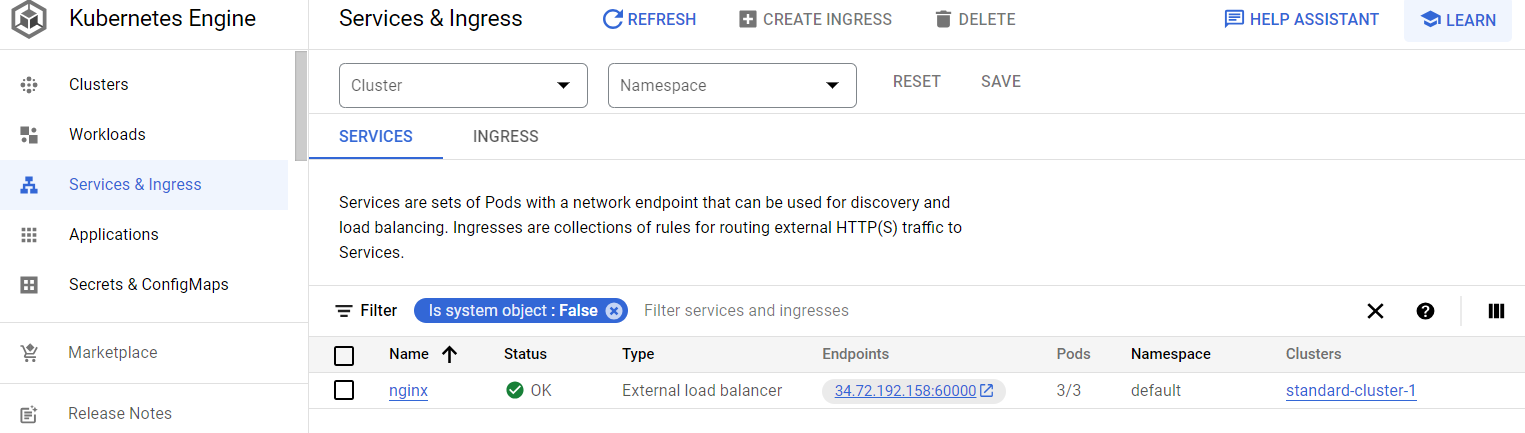 Kubernetes Engine
Services & Ingress
REFRESH
CREATE INGRESS
DELETE
HELP ASSISTANT
LEARN
Clusters
Workloads
Services & Ingress
Applications
Secrets & ConfigMaps
Marketplace
Release Notes
Cluster
Namespace
RESET
SAVE
SERVICES
INGRESS
Services are sets of Pods with a network endpoint that can be used for discovery and
load balancing. Ingresses are collections of rules for routing external HTTP(S) traffic to
Services.
Filter
Is system object : False
Filter services and ingresses
Name Status Type Endpoints Pods Namespace Clusters
nginx OK External load balancer 34.72.192.158:60000 3/3 default standard-cluster-1